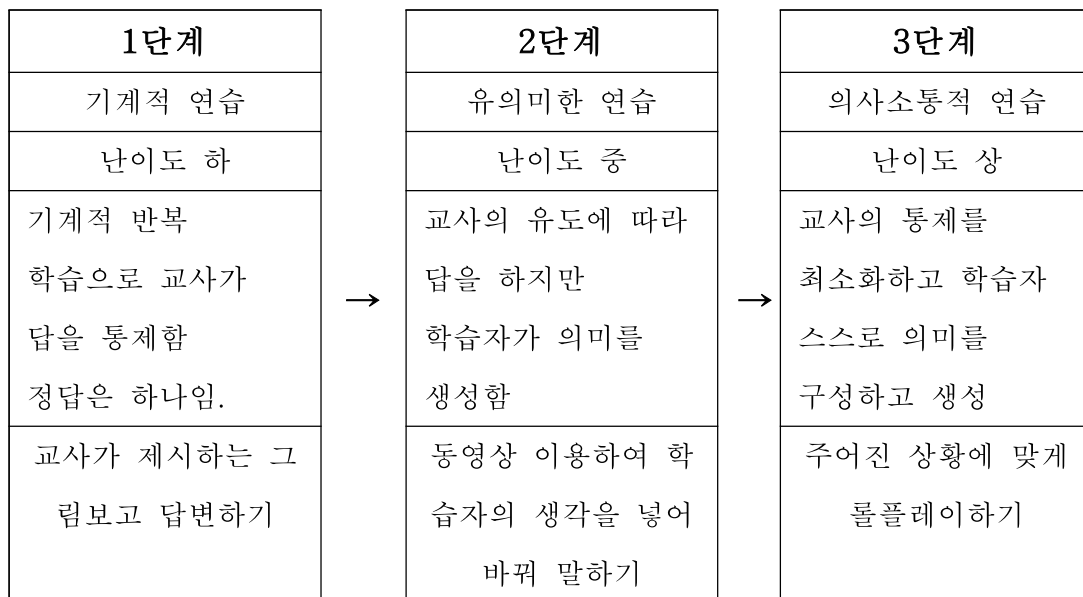 1단계
기계적 연습
난이도 하
기계적 반복
학습으로 교사가
답을 통제함
정답은 하나임.
교사가 제시하는 그
림보고 답변하기
→
2단계
유의미한 연습
난이도 중
교사의 유도에 따라
답을 하지만
학습자가 의미를
생성함
동영상 이용하여 학
습자의 생각을 넣어
바꿔 말하기
→
3단계
의사소통적 연습
난이도 상
교사의 통제를
최소화하고 학습자
스스로 의미를
구성하고 생성
주어진 상황에 맞게
롤플레이하기